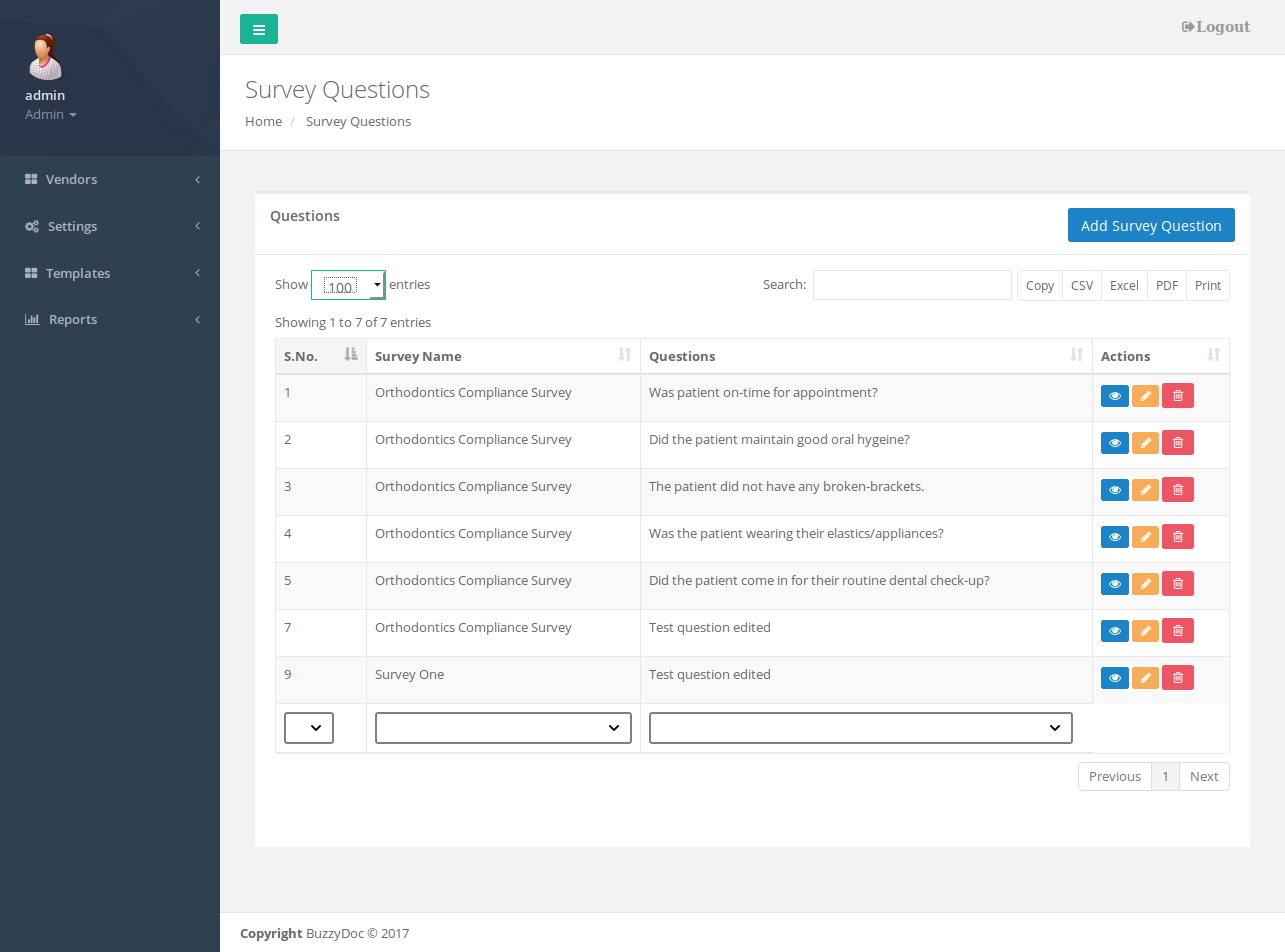 Logout
admin
Admin
Vendors
Settings
Templates
Reports
Survey Questions
Home / Survey Questions
Questions
Add Survey Question
Show 100 entries
Search:
Copy CSV Excel PDF Print
Showing 1 to 7 of 7 entries
S.No. Survey Name Questions Actions
1 Orthodontics Compliance Survey Was patient on-time for appointment?
2 Orthodontics Compliance Survey Did the patient maintain good oral hygeine?
3 Orthodontics Compliance Survey The patient did not have any broken-brackets.
4 Orthodontics Compliance Survey Was the patient wearing their elastics/appliances?
5 Orthodontics Compliance Survey Did the patient come in for their routine dental check-up?
7 Orthodontics Compliance Survey Test question edited
9 Survey One Test question edited
Previous 1 Next
Copyright BuzzyDoc © 2017